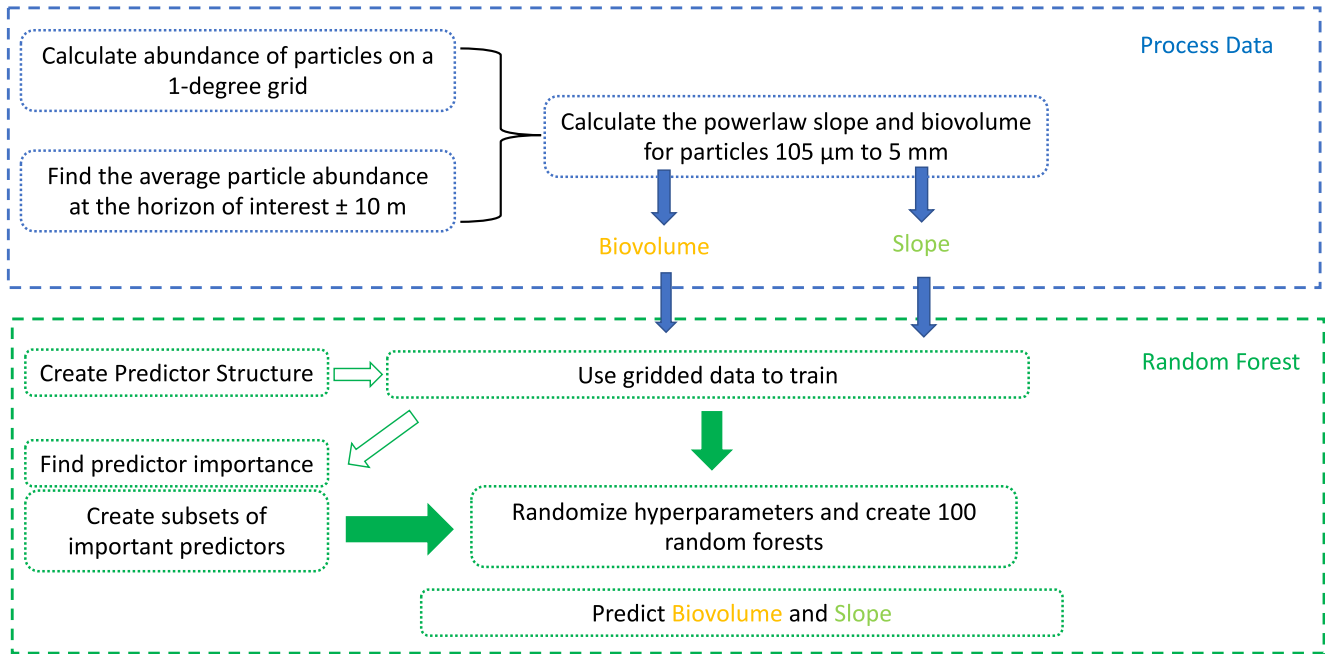 Process Data
Calculate abundance of particles on a
1-degree grid
Find the average particle abundance
at the horizon of interest ± 10 m
Calculate the powerlaw slope and biovolume
for particles 105 μm to 5 mm
Biovolume
Slope
Random Forest
Create Predictor Structure
Use gridded data to train
Find predictor importance
Create subsets of
important predictors
Randomize hyperparameters and create 100
random forests
Predict Biovolume and Slope